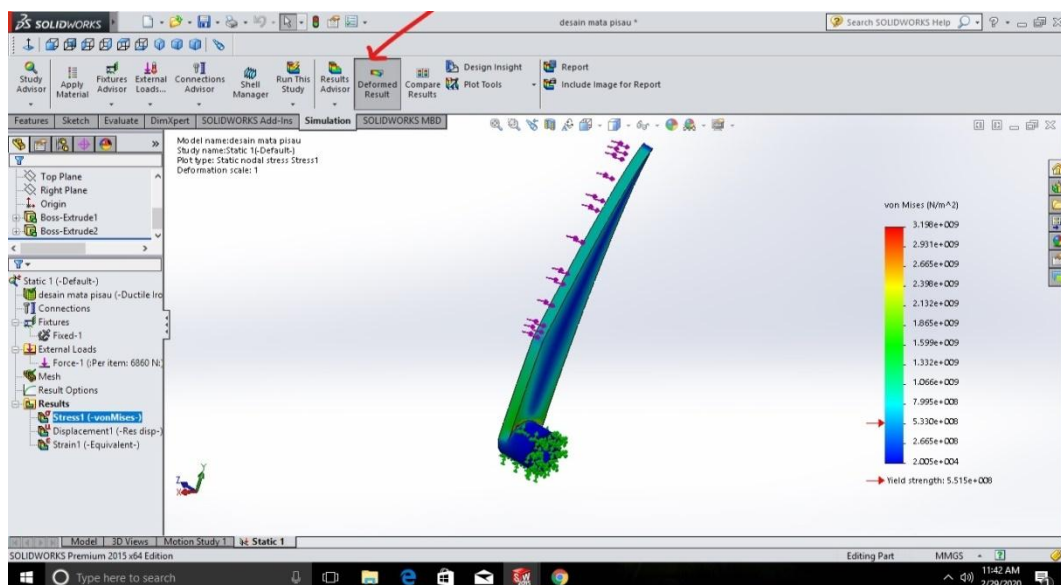 SOLIDWORKS
desain mata pisau *
Search SOLIDWORKS Help
Study Advisor
Apply Material
Fixtures Advisor
External Loads...
Connections Advisor
Shell Manager
Run This Study
Results Advisor
Deformed Result
Compare Results
Design Insight
Plot Tools
Report
Include Image for Report
Features
Sketch
Evaluate
DimXpert
SOLIDWORKS Add-Ins
Simulation
SOLIDWORKS MBD
Top Plane
Right Plane
Origin
Boss-Extrude1
Boss-Extrude2
Static 1 (-Default-)
desain mata pisau (-Ductile Iro
Connections
Fixtures
Fixed-1
External Loads
Force-1 (:Per item: 6860 N:)
Mesh
Result Options
Results
Stress1 (-vonMises-)
Displacement1 (-Res disp-)
Strain1 (-Equivalent-)
Model name:desain mata pisau
Study name:Static 1(-Default-)
Plot type: Static nodal stress Stress1
Deformation scale: 1
von Mises (N/m^2)
3.198e+009
2.931e+009
2.665e+009
2.398e+009
2.132e+009
1.865e+009
1.599e+009
1.332e+009
1.066e+009
7.995e+008
5.330e+008
2.665e+008
2.005e+004
Yield strength: 5.515e+008
Y
Z
X
Model
3D Views
Motion Study 1
Static 1
SOLIDWORKS Premium 2015 x64 Edition
Editing Part
MMGS
Type here to search
11:42 AM
2/29/2020